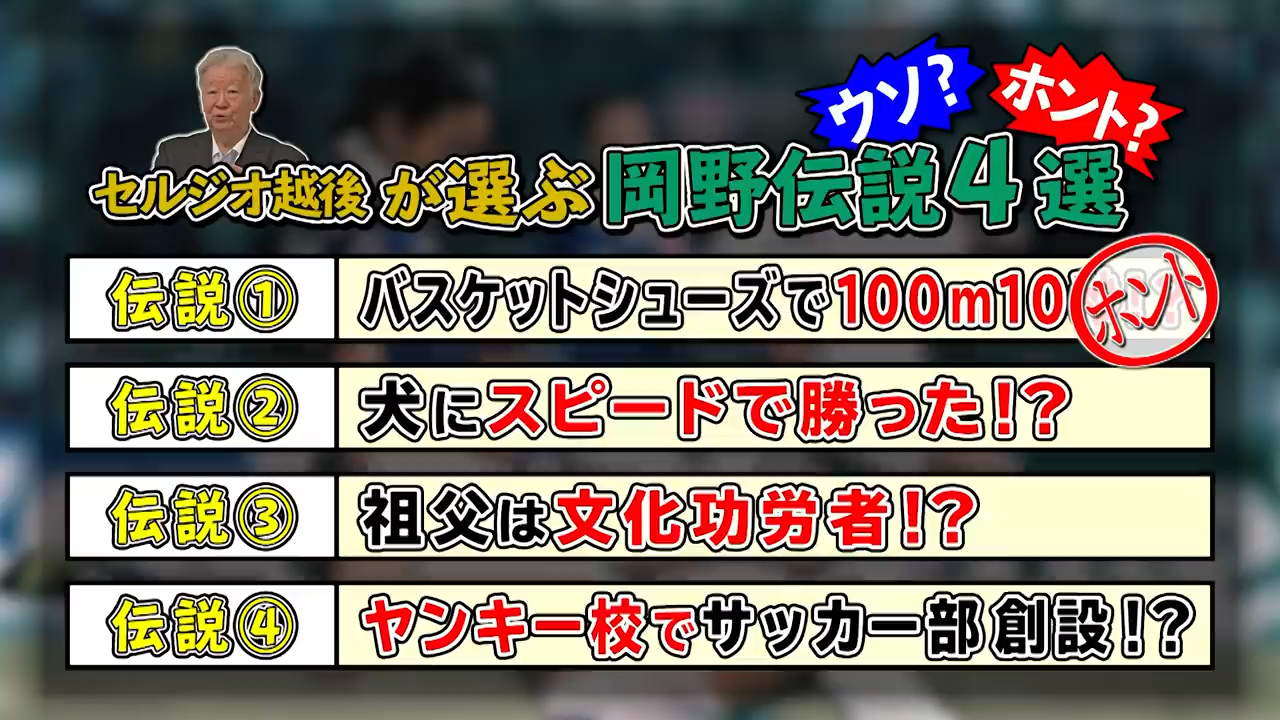 ウソ?
ホント?
セルジオ越後が選ぶ岡野伝説4選
伝説① バスケットシューズで100m10
ホント
伝説② 犬にスピードで勝った!?
伝説③ 祖父は文化功労者!?
伝説④ ヤンキー校でサッカー部創設!?